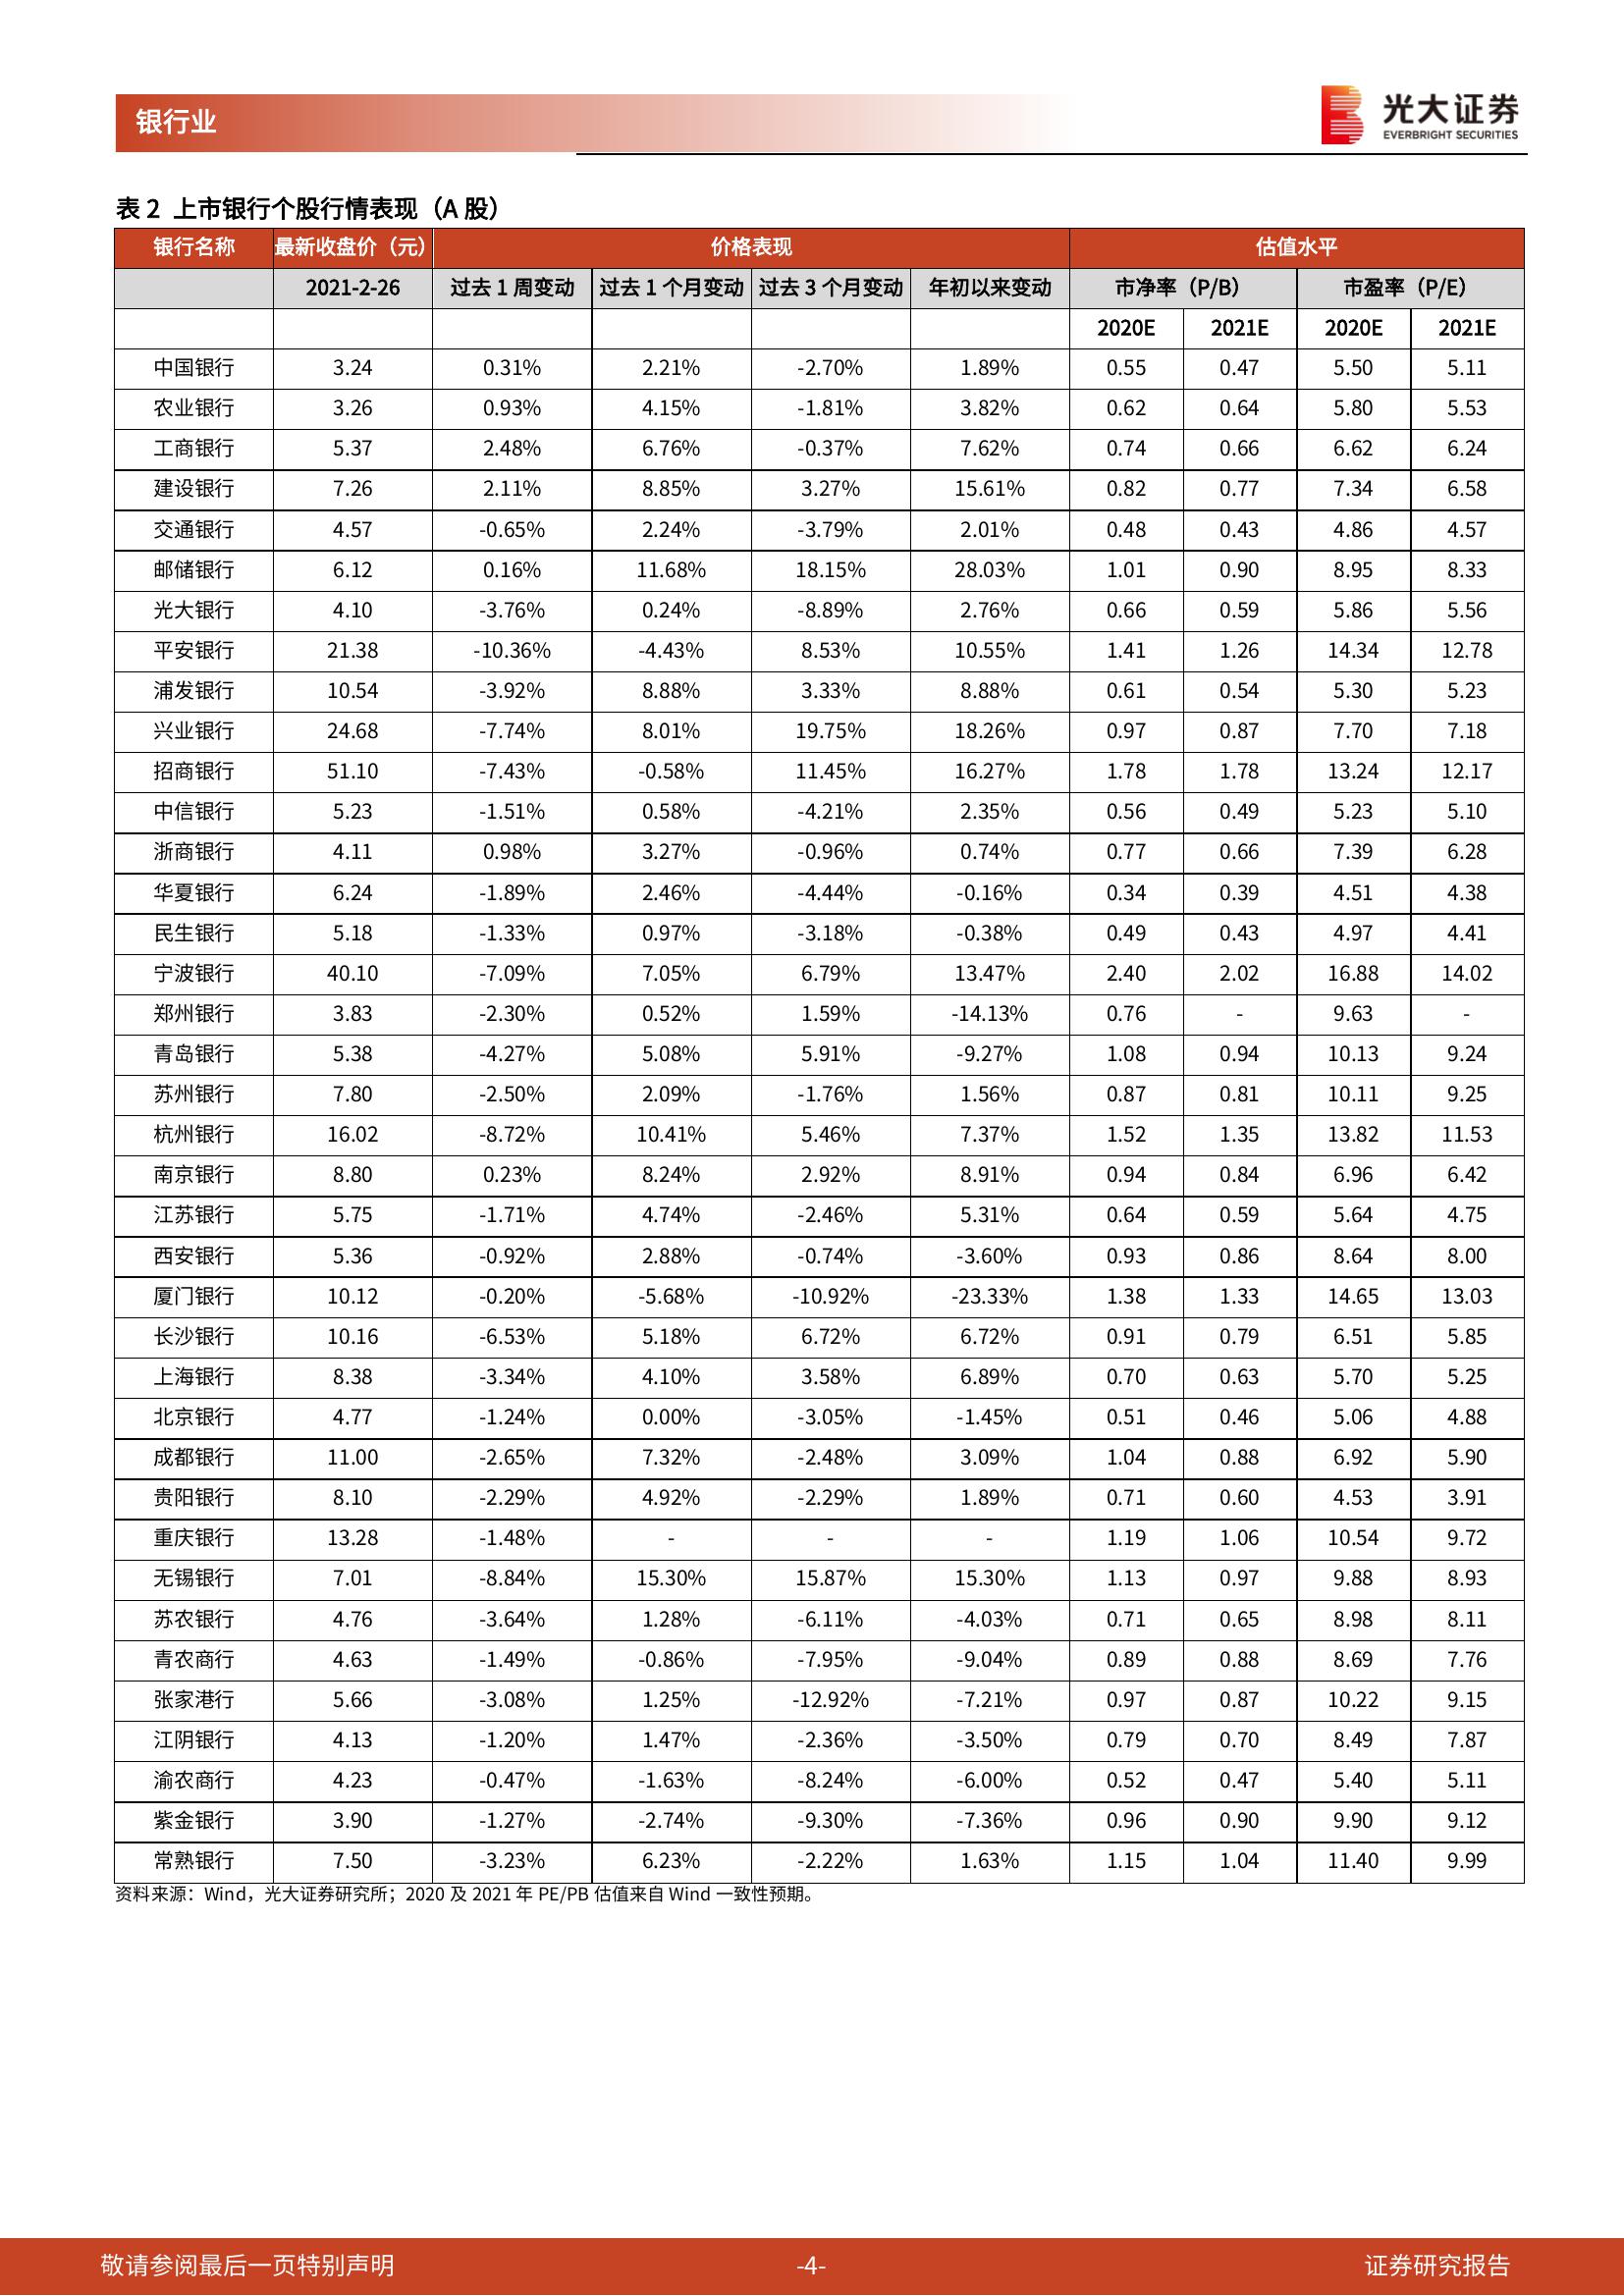 银行业
光大证券
EVERBRIGHT SECURITIES
表 2 上市银行个股行情表现（A 股）
银行名称 最新收盘价（元） 价格表现 估值水平
2021-2-26 过去 1 周变动 过去 1 个月变动 过去 3 个月变动 年初以来变动 市净率（P/B） 市盈率（P/E）
2020E 2021E 2020E 2021E
中国银行 3.24 0.31% 2.21% -2.70% 1.89% 0.55 0.47 5.50 5.11
农业银行 3.26 0.93% 4.15% -1.81% 3.82% 0.62 0.64 5.80 5.53
工商银行 5.37 2.48% 6.76% -0.37% 7.62% 0.74 0.66 6.62 6.24
建设银行 7.26 2.11% 8.85% 3.27% 15.61% 0.82 0.77 7.34 6.58
交通银行 4.57 -0.65% 2.24% -3.79% 2.01% 0.48 0.43 4.86 4.57
邮储银行 6.12 0.16% 11.68% 18.15% 28.03% 1.01 0.90 8.95 8.33
光大银行 4.10 -3.76% 0.24% -8.89% 2.76% 0.66 0.59 5.86 5.56
平安银行 21.38 -10.36% -4.43% 8.53% 10.55% 1.41 1.26 14.34 12.78
浦发银行 10.54 -3.92% 8.88% 3.33% 8.88% 0.61 0.54 5.30 5.23
兴业银行 24.68 -7.74% 8.01% 19.75% 18.26% 0.97 0.87 7.70 7.18
招商银行 51.10 -7.43% -0.58% 11.45% 16.27% 1.78 1.78 13.24 12.17
中信银行 5.23 -1.51% 0.58% -4.21% 2.35% 0.56 0.49 5.23 5.10
浙商银行 4.11 0.98% 3.27% -0.96% 0.74% 0.77 0.66 7.39 6.28
华夏银行 6.24 -1.89% 2.46% -4.44% -0.16% 0.34 0.39 4.51 4.38
民生银行 5.18 -1.33% 0.97% -3.18% -0.38% 0.49 0.43 4.97 4.41
宁波银行 40.10 -7.09% 7.05% 6.79% 13.47% 2.40 2.02 16.88 14.02
郑州银行 3.83 -2.30% 0.52% 1.59% -14.13% 0.76 - 9.63 -
青岛银行 5.38 -4.27% 5.08% 5.91% -9.27% 1.08 0.94 10.13 9.24
苏州银行 7.80 -2.50% 2.09% -1.76% 1.56% 0.87 0.81 10.11 9.25
杭州银行 16.02 -8.72% 10.41% 5.46% 7.37% 1.52 1.35 13.82 11.53
南京银行 8.80 0.23% 8.24% 2.92% 8.91% 0.94 0.84 6.96 6.42
江苏银行 5.75 -1.71% 4.74% -2.46% 5.31% 0.64 0.59 5.64 4.75
西安银行 5.36 -0.92% 2.88% -0.74% -3.60% 0.93 0.86 8.64 8.00
厦门银行 10.12 -0.20% -5.68% -10.92% -23.33% 1.38 1.33 14.65 13.03
长沙银行 10.16 -6.53% 5.18% 6.72% 6.72% 0.91 0.79 6.51 5.85
上海银行 8.38 -3.34% 4.10% 3.58% 6.89% 0.70 0.63 5.70 5.25
北京银行 4.77 -1.24% 0.00% -3.05% -1.45% 0.51 0.46 5.06 4.88
成都银行 11.00 -2.65% 7.32% -2.48% 3.09% 1.04 0.88 6.92 5.90
贵阳银行 8.10 -2.29% 4.92% -2.29% 1.89% 0.71 0.60 4.53 3.91
重庆银行 13.28 -1.48% - - - 1.19 1.06 10.54 9.72
无锡银行 7.01 -8.84% 15.30% 15.87% 15.30% 1.13 0.97 9.88 8.93
苏农银行 4.76 -3.64% 1.28% -6.11% -4.03% 0.71 0.65 8.98 8.11
青农商行 4.63 -1.49% -0.86% -7.95% -9.04% 0.89 0.88 8.69 7.76
张家港行 5.66 -3.08% 1.25% -12.92% -7.21% 0.97 0.87 10.22 9.15
江阴银行 4.13 -1.20% 1.47% -2.36% -3.50% 0.79 0.70 8.49 7.87
渝农商行 4.23 -0.47% -1.63% -8.24% -6.00% 0.52 0.47 5.40 5.11
紫金银行 3.90 -1.27% -2.74% -9.30% -7.36% 0.96 0.90 9.90 9.12
常熟银行 7.50 -3.23% 6.23% -2.22% 1.63% 1.15 1.04 11.40 9.99
资料来源：Wind，光大证券研究所；2020 及 2021 年 PE/PB 估值来自 Wind 一致性预期。
敬请参阅最后一页特别声明 -4- 证券研究报告